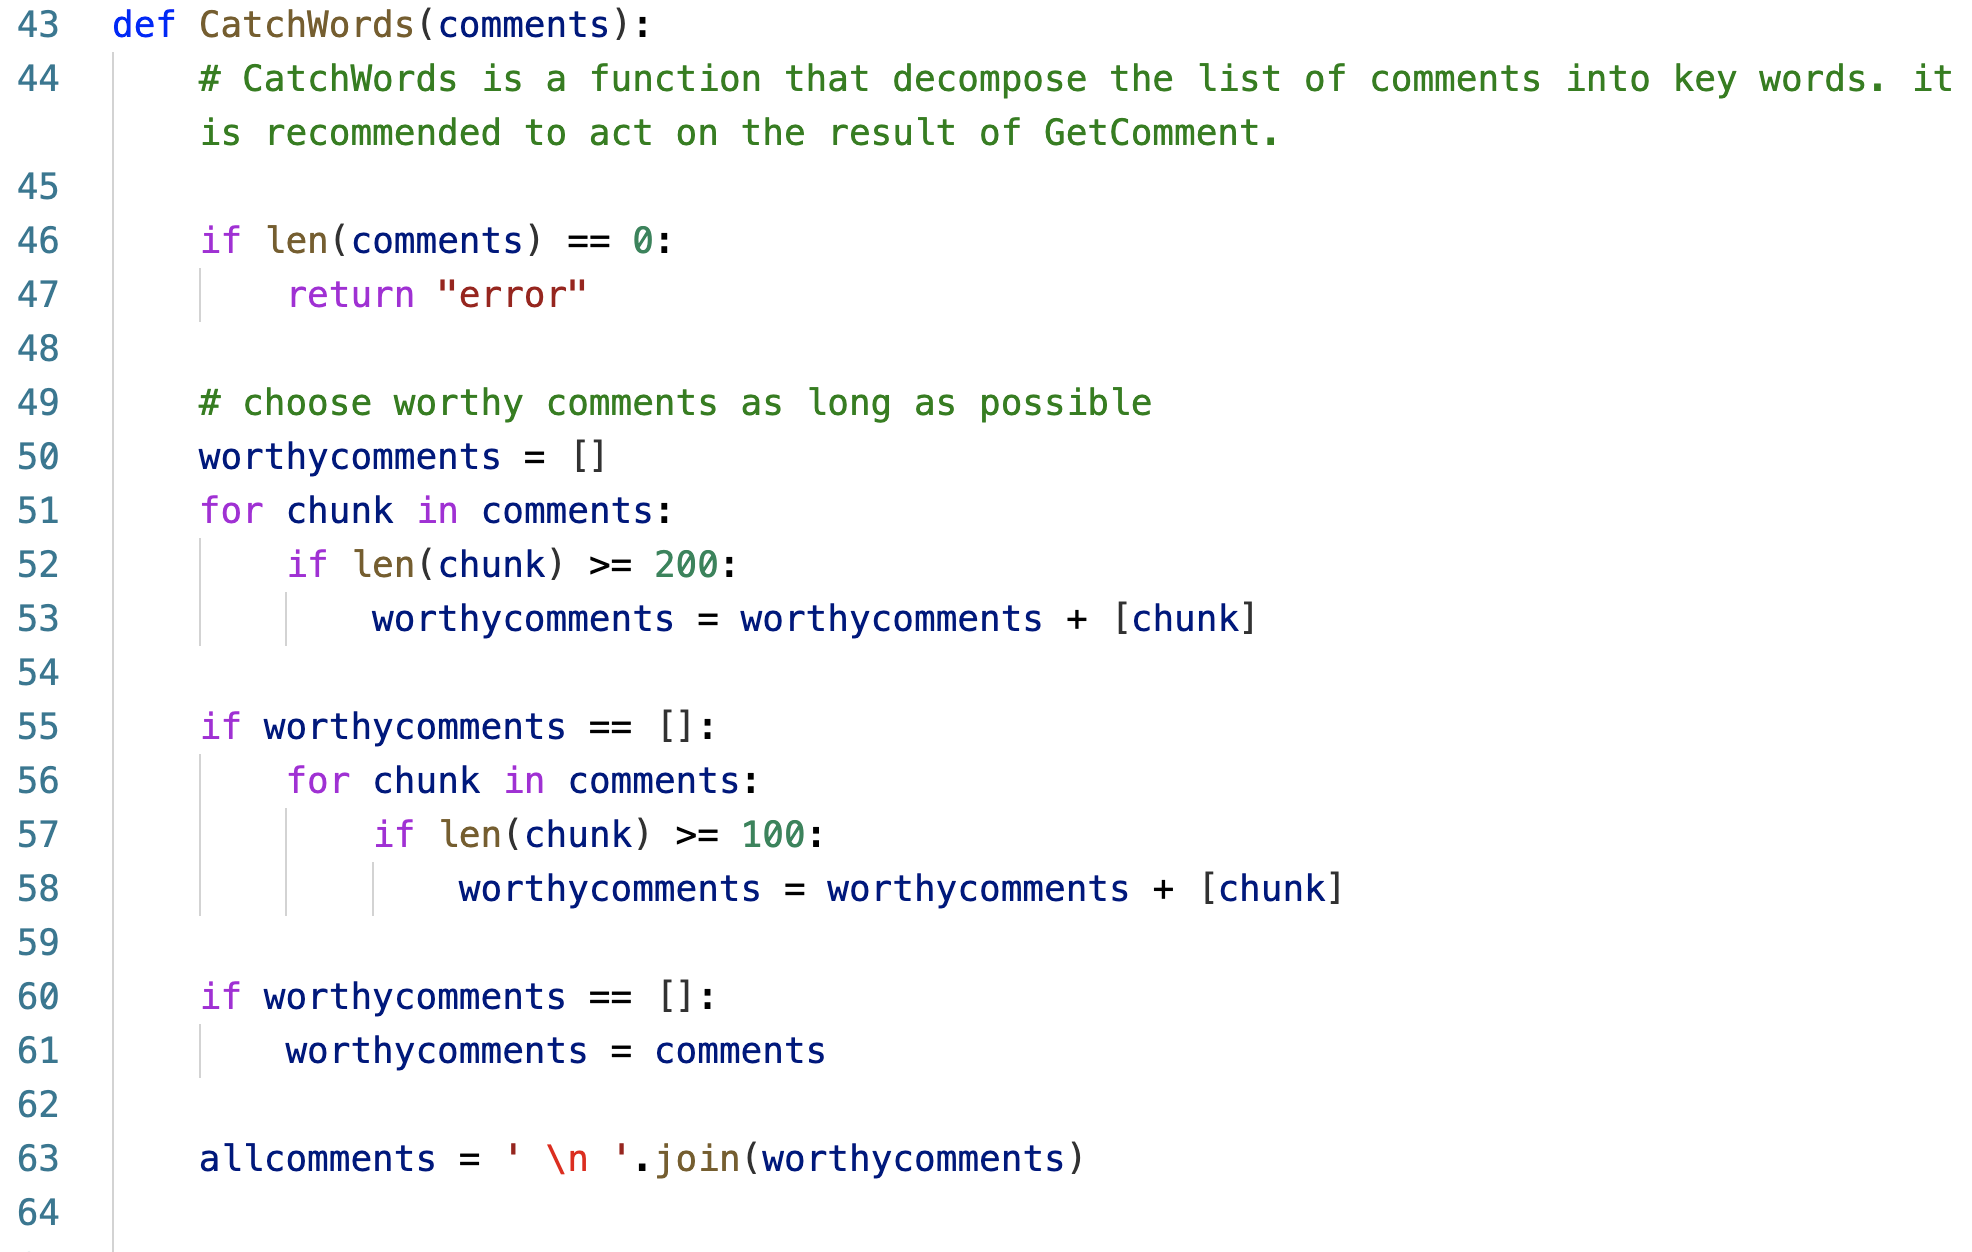 43 def CatchWords(comments):
44 # CatchWords is a function that decompose the list of comments into key words. it
is recommended to act on the result of GetComment.
45
46 if len(comments) == 0:
47 return "error"
48
49 # choose worthy comments as long as possible
50 worthycomments = []
51 for chunk in comments:
52 if len(chunk) >= 200:
53 worthycomments = worthycomments + [chunk]
54
55 if worthycomments == []:
56 for chunk in comments:
57 if len(chunk) >= 100:
58 worthycomments = worthycomments + [chunk]
59
60 if worthycomments == []:
61 worthycomments = comments
62
63 allcomments = ' \n '.join(worthycomments)
64